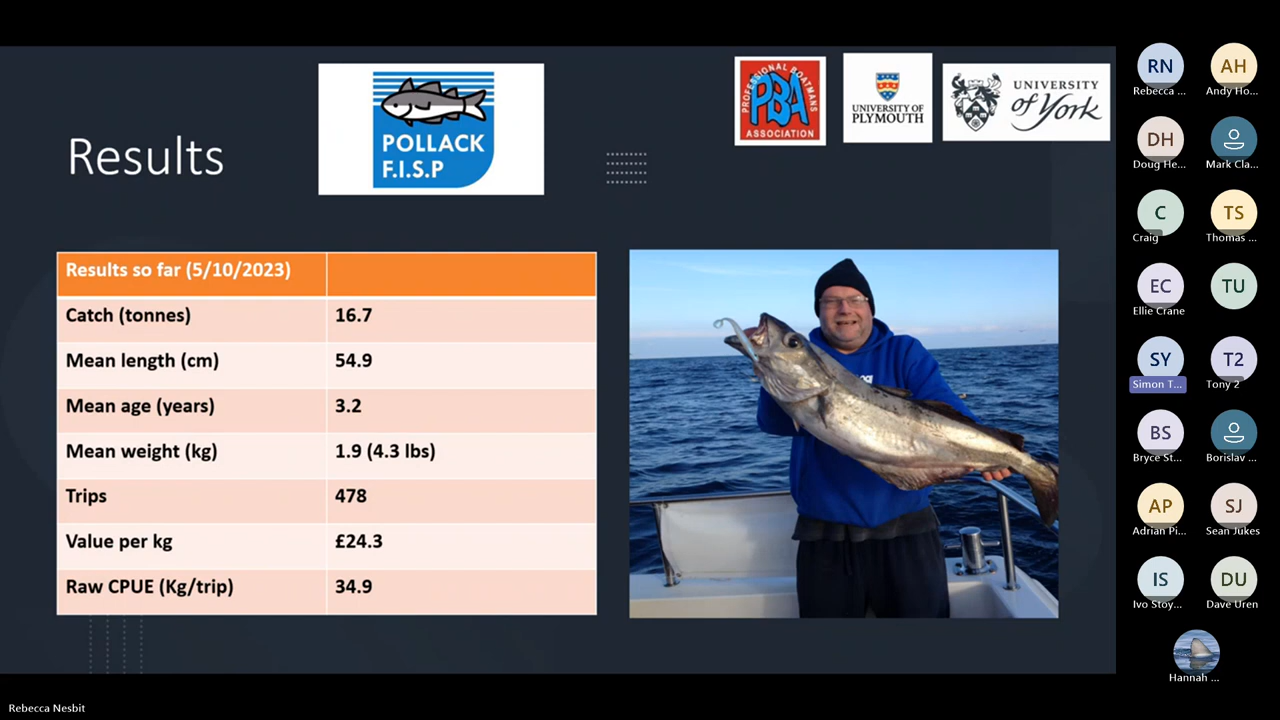 Results
POLLACK
F.I.S.P
PROFESSIONAL BOATMANS
PBA
ASSOCIATION
UNIVERSITY OF
PLYMOUTH
UNIVERSITY
of York
Results so far (5/10/2023)
Catch (tonnes) 16.7
Mean length (cm) 54.9
Mean age (years) 3.2
Mean weight (kg) 1.9 (4.3 lbs)
Trips 478
Value per kg £24.3
Raw CPUE (Kg/trip) 34.9
RN AH
Rebecca ... Andy Ho...
DH
Doug He... Mark Cla...
C TS
Craig Thomas ...
EC TU
Ellie Crane
SY T2
Simon T... Tony 2
BS
Bryce St... Borislav ...
AP SJ
Adrian Pi... Sean Jukes
IS DU
Ivo Stoy... Dave Uren
Hannah ...
Rebecca Nesbit